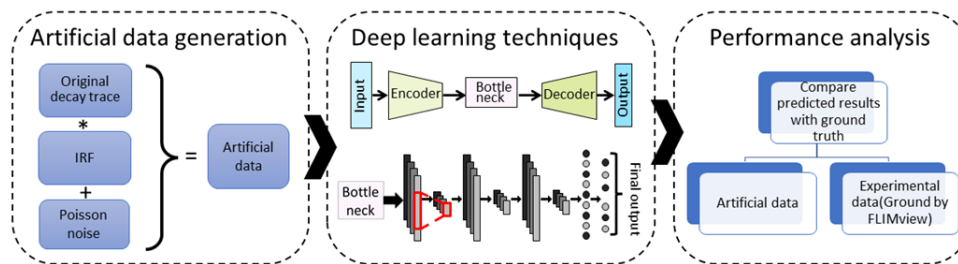 Artificial data generation
Original
decay trace
*
IRF
+
Poisson
noise
=
Artificial
data
Deep learning techniques
Input
Encoder
Bottle
neck
Decoder
Output
Bottle
neck
Final output
Performance analysis
Compare
predicted results
with ground
truth
Artificial data
Experimental
data(Ground by
FLIMview)